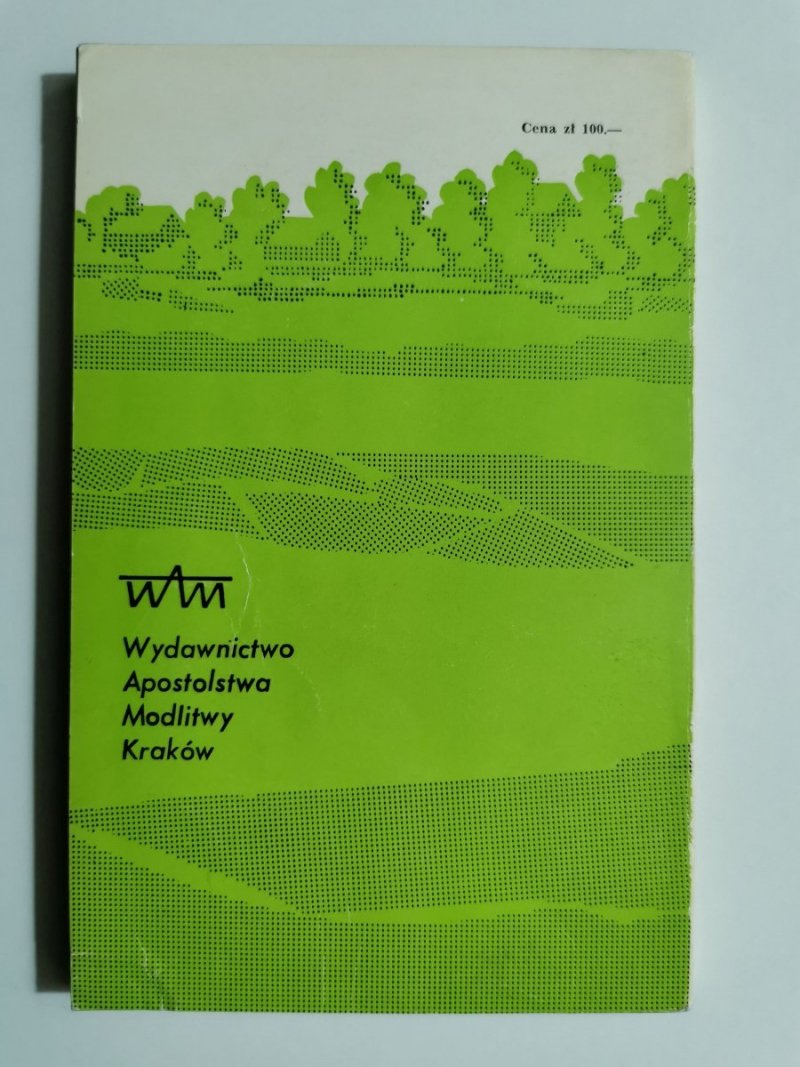 Cena zł 100.—
WAM
Wydawnictwo
Apostolstwa
Modlitwy
Kraków